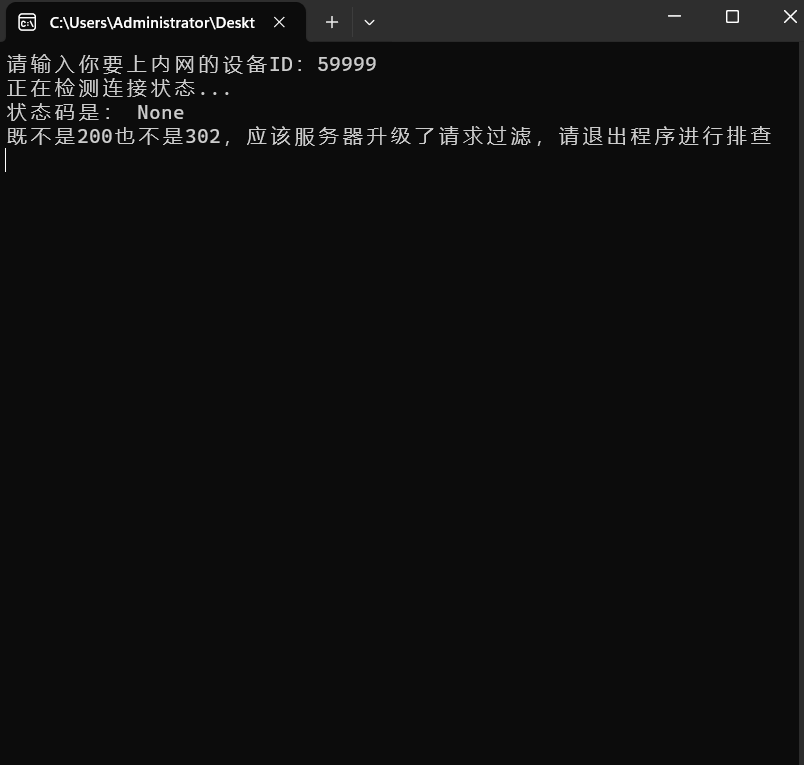 C:\Users\Administrator\Deskt
请输入你要上内网的设备ID：59999
正在检测连接状态...
状态码是： None
既不是200也不是302，应该服务器升级了请求过滤，请退出程序进行排查